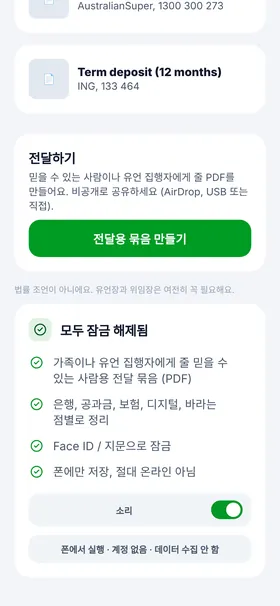 AustralianSuper, 1300 300 273
Term deposit (12 months)
ING, 133 464
전달하기
믿을 수 있는 사람이나 유언 집행자에게 줄 PDF를
만들어요. 비공개로 공유하세요 (AirDrop, USB 또는
직접).
전달용 묶음 만들기
법률 조언이 아니에요. 유언장과 위임장은 여전히 꼭 필요해요.
모두 잠금 해제됨
가족이나 유언 집행자에게 줄 믿을 수
있는 사람용 전달 묶음 (PDF)
은행, 공과금, 보험, 디지털, 바라는
점별로 정리
Face ID / 지문으로 잠금
폰에만 저장, 절대 온라인 아님
소리
폰에서 실행 · 계정 없음 · 데이터 수집 안 함